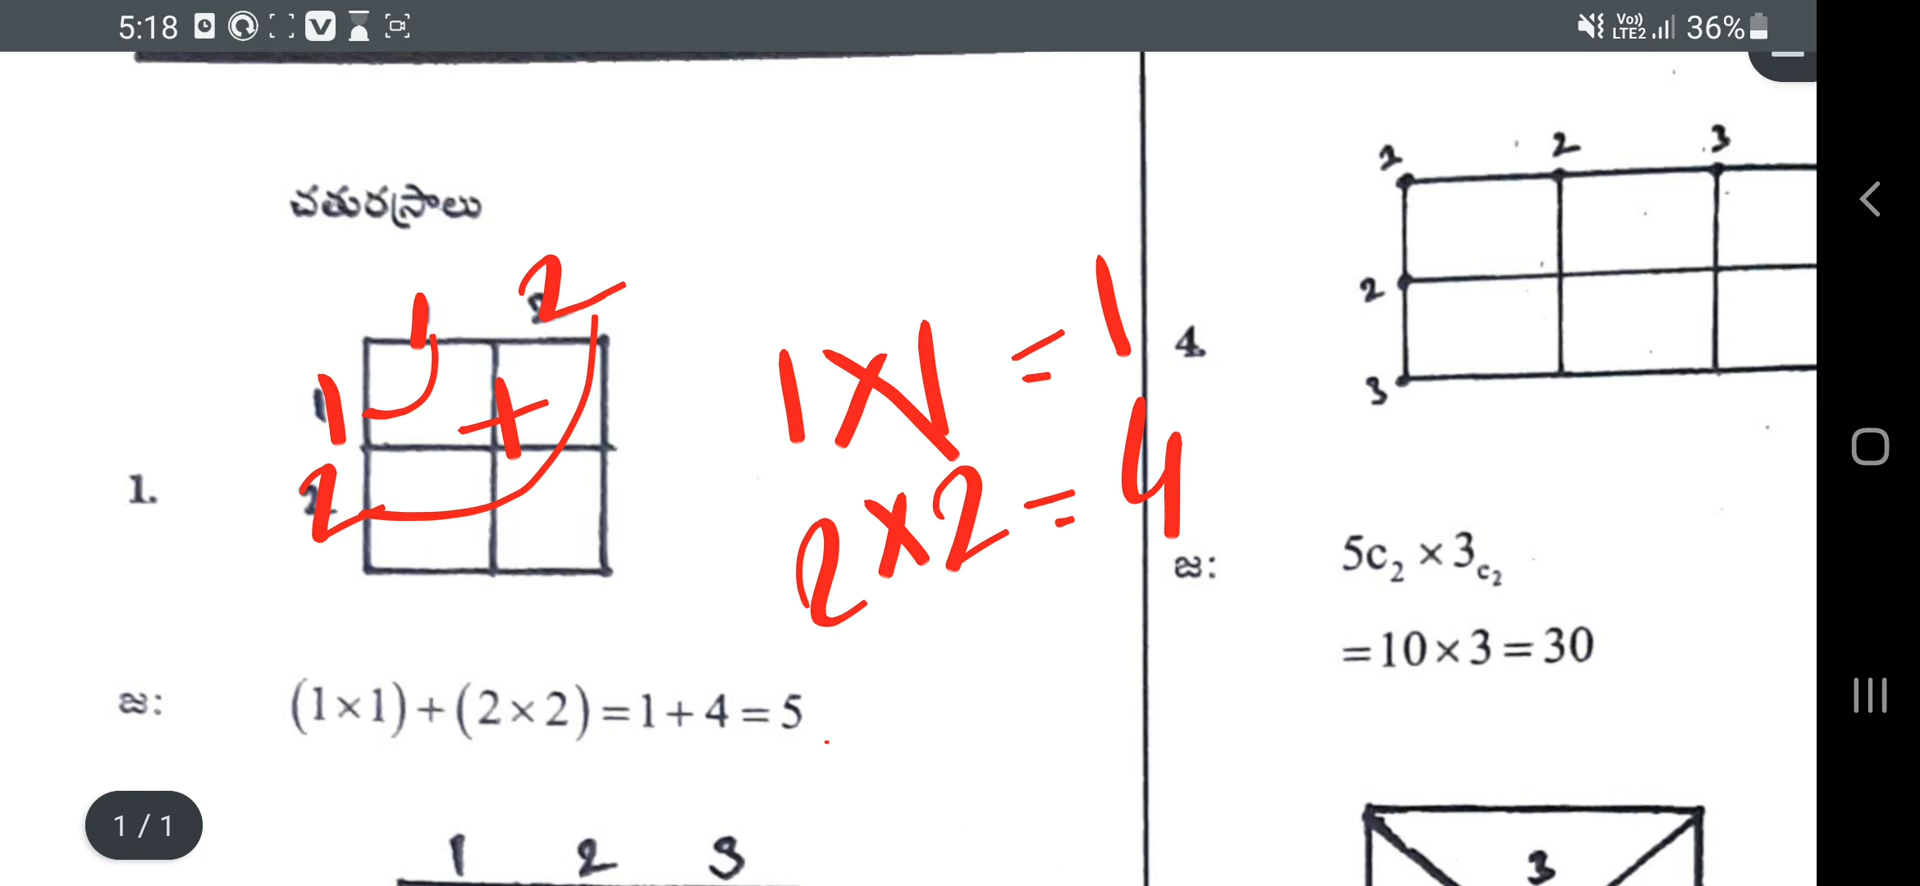 5:18
Vo)) LTE2 36%
చతురస్రాలు
1 2
1
2
1.
1×1 = 1
2×2 = 4
జ:
(1×1)+(2×2)=1+4=5
1 / 1
1 2 3
1 2 3
2
3
4.
జ:
5c₂ × 3c₂
=10×3=30
3